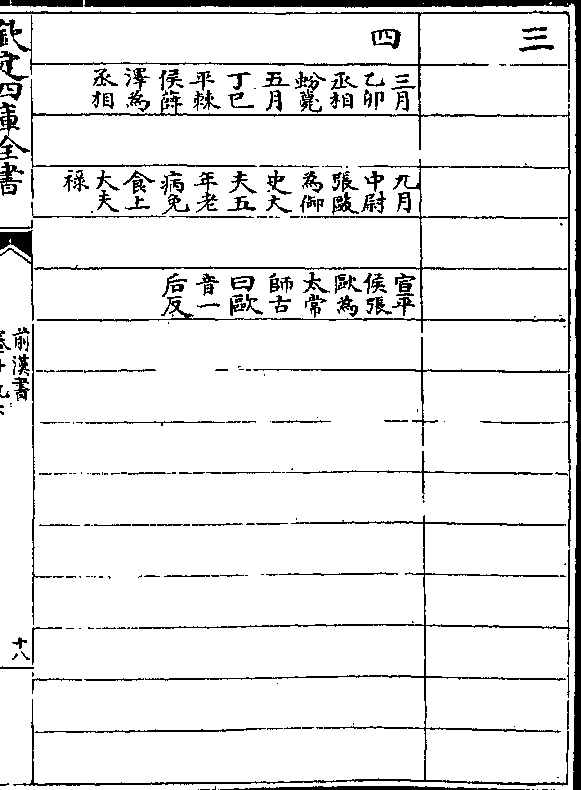 三
四
三月
乙卯
丞相
蚡薨
五月
丁巳
平棘
侯薛
澤為
丞相
九月
中尉
張敺
為御
史大
夫五
年老
病免
食上
大夫
祿
宣平
侯張
歐為
太常
師古
曰歐
音一
后反
欽定四庫全書
前漢書
卷十九
十八